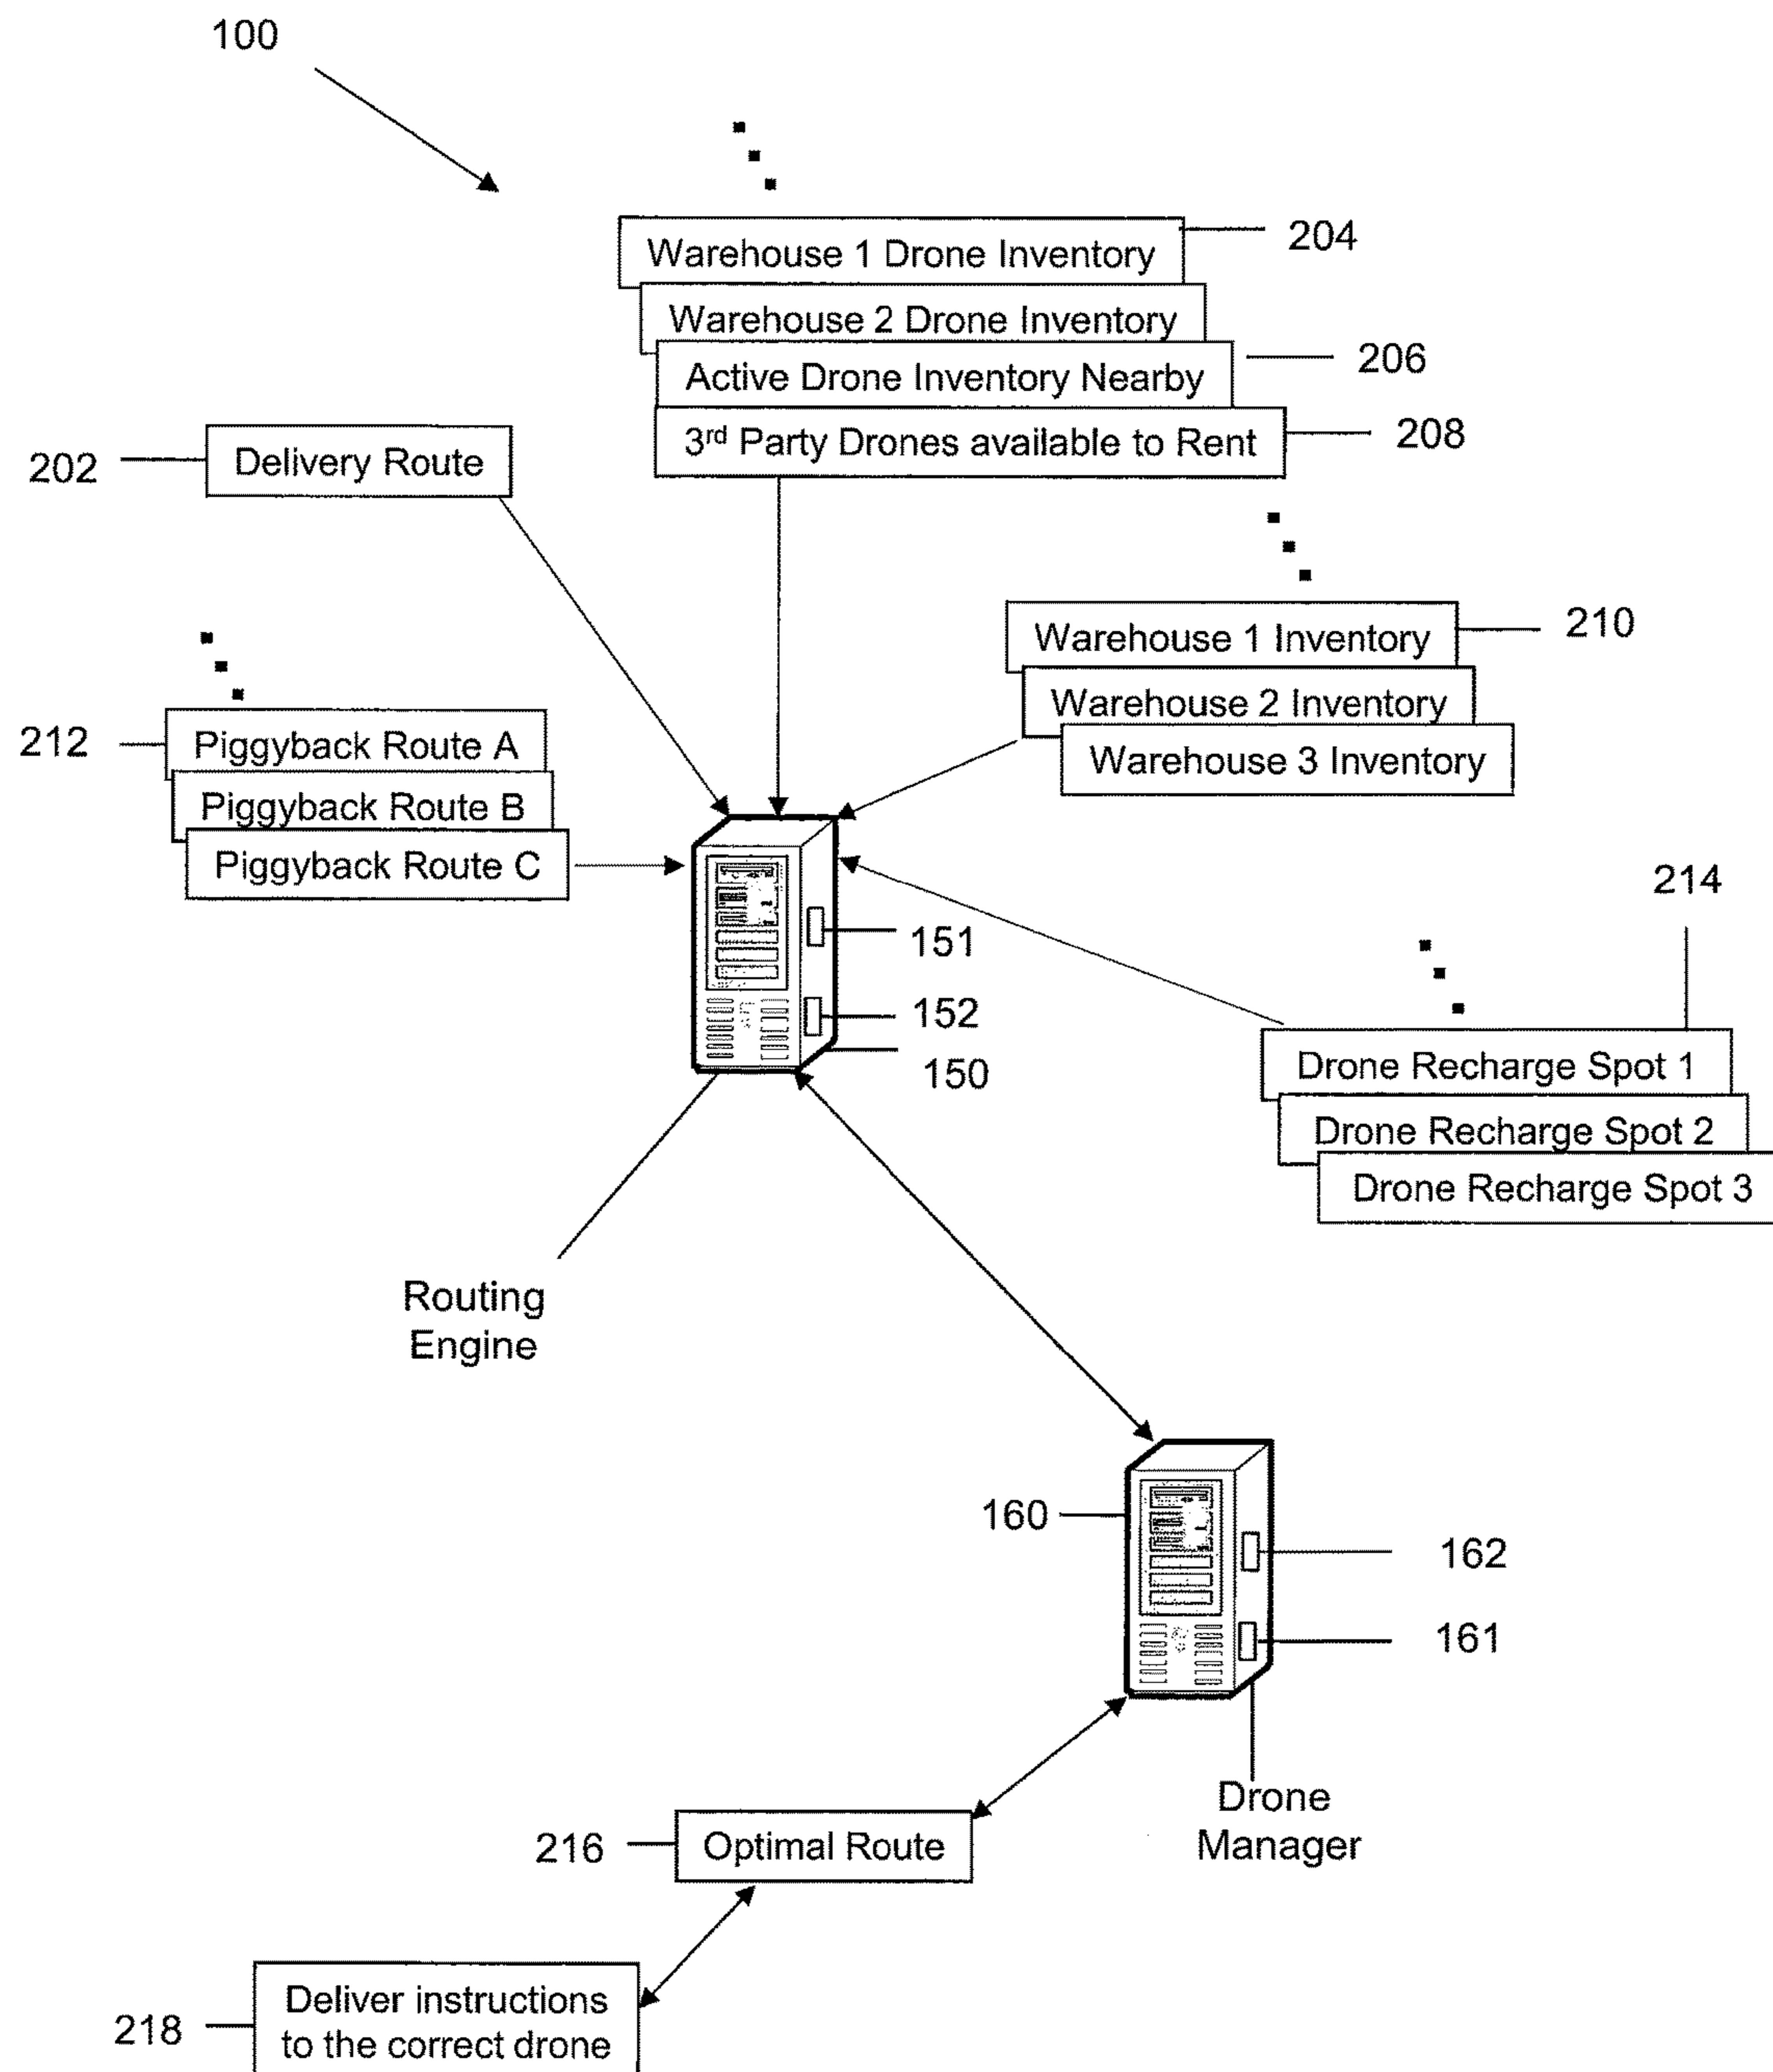 100
Warehouse 1 Drone Inventory
204
Warehouse 2 Drone Inventory
Active Drone Inventory Nearby
206
3rd Party Drones available to Rent
208
202
Delivery Route
Warehouse 1 Inventory
210
Warehouse 2 Inventory
Warehouse 3 Inventory
212
Piggyback Route A
Piggyback Route B
Piggyback Route C
151
152
150
214
Drone Recharge Spot 1
Drone Recharge Spot 2
Drone Recharge Spot 3
Routing
Engine
160
162
161
Drone
Manager
216
Optimal Route
218
Deliver instructions
to the correct drone